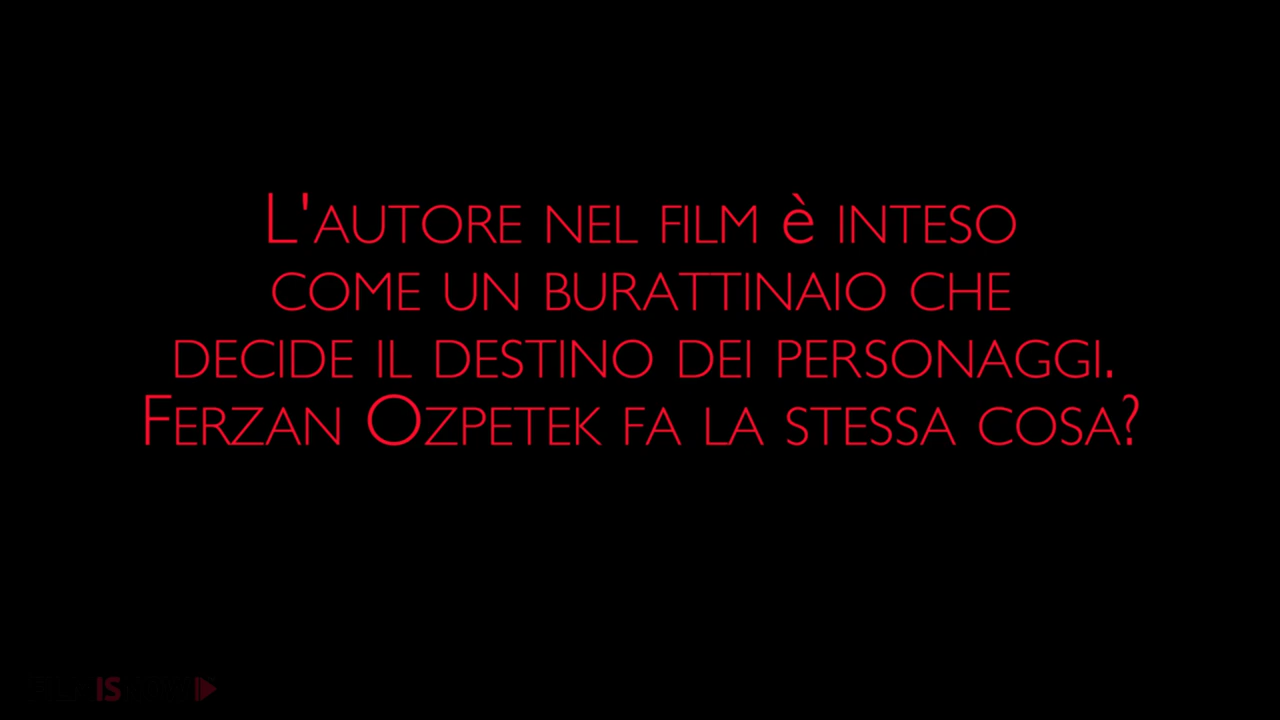 L'AUTORE NEL FILM è INTESO
COME UN BURATTINAIO CHE
DECIDE IL DESTINO DEI PERSONAGGI.
FERZAN OZPETEK FA LA STESSA COSA?